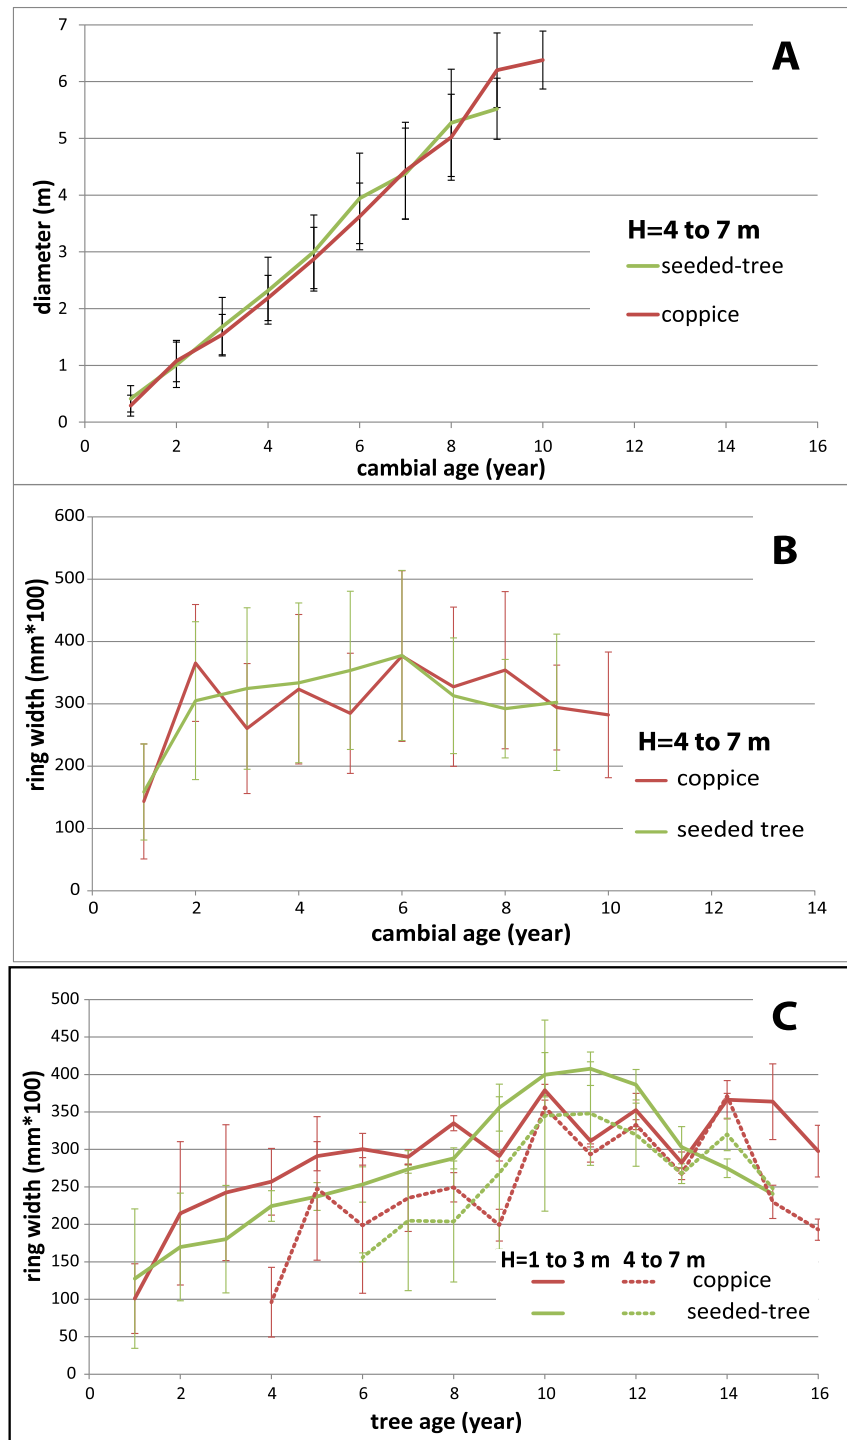 A
7
6
5
4
3
2
1
0
diameter (m)
H=4 to 7 m
seeded-tree
coppice
0 2 4 6 8 10 12 14 16
cambial age (year)
B
600
500
400
300
200
100
0
ring width (mm*100)
H=4 to 7 m
coppice
seeded tree
0 2 4 6 8 10 12 14
cambial age (year)
C
500
450
400
350
300
250
200
150
100
50
0
ring width (mm*100)
H=1 to 3 m 4 to 7 m
coppice
seeded-tree
0 2 4 6 8 10 12 14 16
tree age (year)